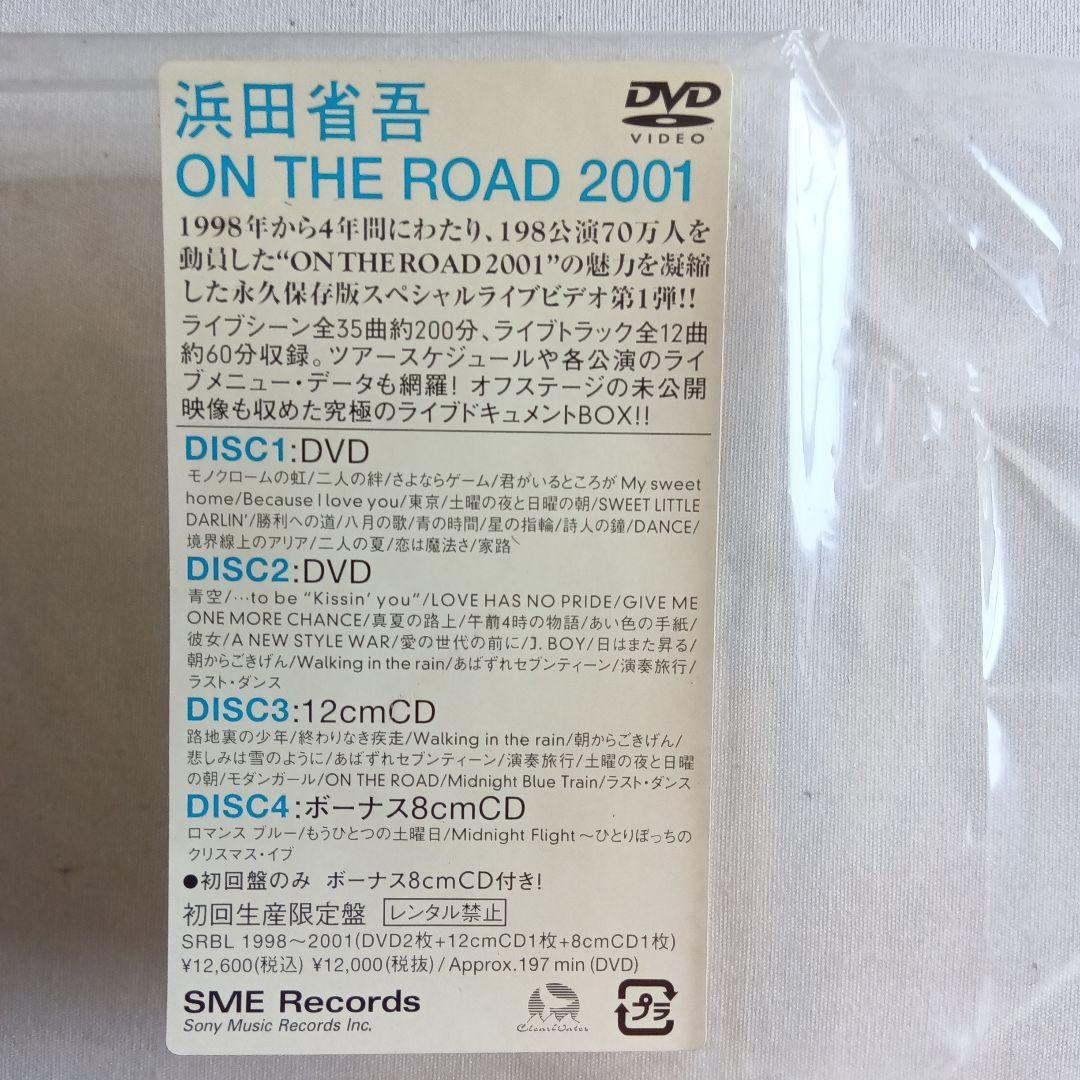 浜田省吾
DVD
VIDEO
ON THE ROAD 2001
1998年から4年間にわたり、198公演70万人を
動員した“ON THE ROAD 2001”の魅力を凝縮
した永久保存版スペシャルライブビデオ第1弾!!
ライブシーン全35曲約200分、ライブトラック全12曲
約60分収録。ツアースケジュールや各公演のライ
ブメニュー・データも網羅! オフステージの未公開
映像も収めた究極のライブドキュメントBOX!!
DISC1:DVD
モノクロームの虹/二人の絆/さよならゲーム/君がいるところがMy sweet
home/Because I love you/東京/土曜の夜と日曜の朝/SWEET LITTLE
DARLIN'/勝利への道/八月の歌/青の時間/星の指輪/詩人の鐘/DANCE/
境界線上のアリア/二人の夏/恋は魔法さ/家路
DISC2:DVD
青空/…to be “Kissin' you”/LOVE HAS NO PRIDE/GIVE ME
ONE MORE CHANCE/真夏の路上/午前4時の物語/あい色の手紙/
彼女/A NEW STYLE WAR/愛の世代の前に/J. BOY/日はまた昇る/
朝からごきげん/Walking in the rain/あばずれセブンティーン/演奏旅行/
ラスト・ダンス
DISC3:12cmCD
路地裏の少年/終わりなき疾走/Walking in the rain/朝からごきげん/
悲しみは雪のように/あばずれセブンティーン/演奏旅行/土曜の夜と日曜
の朝/モダンガール/ON THE ROAD/Midnight Blue Train/ラスト・ダンス
DISC4:ボーナス8cmCD
ロマンス ブルー/もうひとつの土曜日/Midnight Flight～ひとりぼっちの
クリスマス・イブ
●初回盤のみ ボーナス8cmCD付き!
初回生産限定盤 レンタル禁止
SRBL 1998～2001(DVD2枚+12cmCD1枚+8cmCD1枚)
¥12,600(税込) ¥12,000(税抜) / Approx.197 min (DVD)
SME Records
Sony Music Records Inc.
Clear Water
プラ